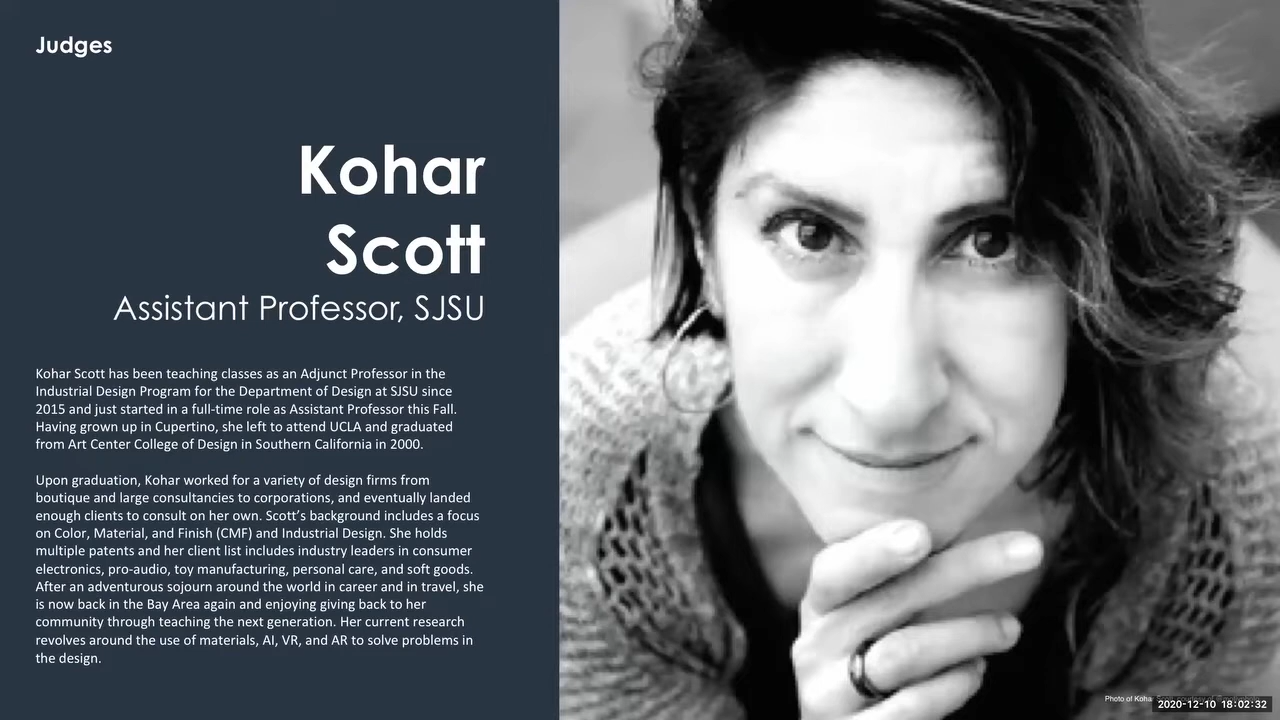 Judges
Kohar
Scott
Assistant Professor, SJSU
Kohar Scott has been teaching classes as an Adjunct Professor in the
Industrial Design Program for the Department of Design at SJSU since
2015 and just started in a full-time role as Assistant Professor this Fall.
Having grown up in Cupertino, she left to attend UCLA and graduated
from Art Center College of Design in Southern California in 2000.
Upon graduation, Kohar worked for a variety of design firms from
boutique and large consultancies to corporations, and eventually landed
enough clients to consult on her own. Scott’s background includes a focus
on Color, Material, and Finish (CMF) and Industrial Design. She holds
multiple patents and her client list includes industry leaders in consumer
electronics, pro-audio, toy manufacturing, personal care, and soft goods.
After an adventurous sojourn around the world in career and in travel, she
is now back in the Bay Area again and enjoying giving back to her
community through teaching the next generation. Her current research
revolves around the use of materials, AI, VR, and AR to solve problems in
the design.
Photo of
2020-12-10 18:02:32